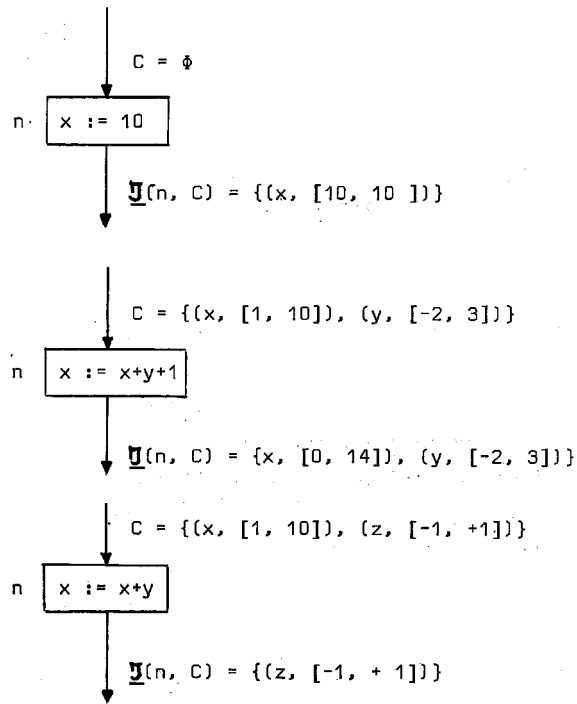 C = Φ
n x := 10
ℑ(n, C) = {(x, [10, 10 ])}
C = {(x, [1, 10]), (y, [-2, 3])}
n x := x+y+1
ℑ(n, C) = {x, [0, 14]), (y, [-2, 3])}
C = {(x, [1, 10]), (z, [-1, +1])}
n x := x+y
ℑ(n, C) = {(z, [-1, + 1])}